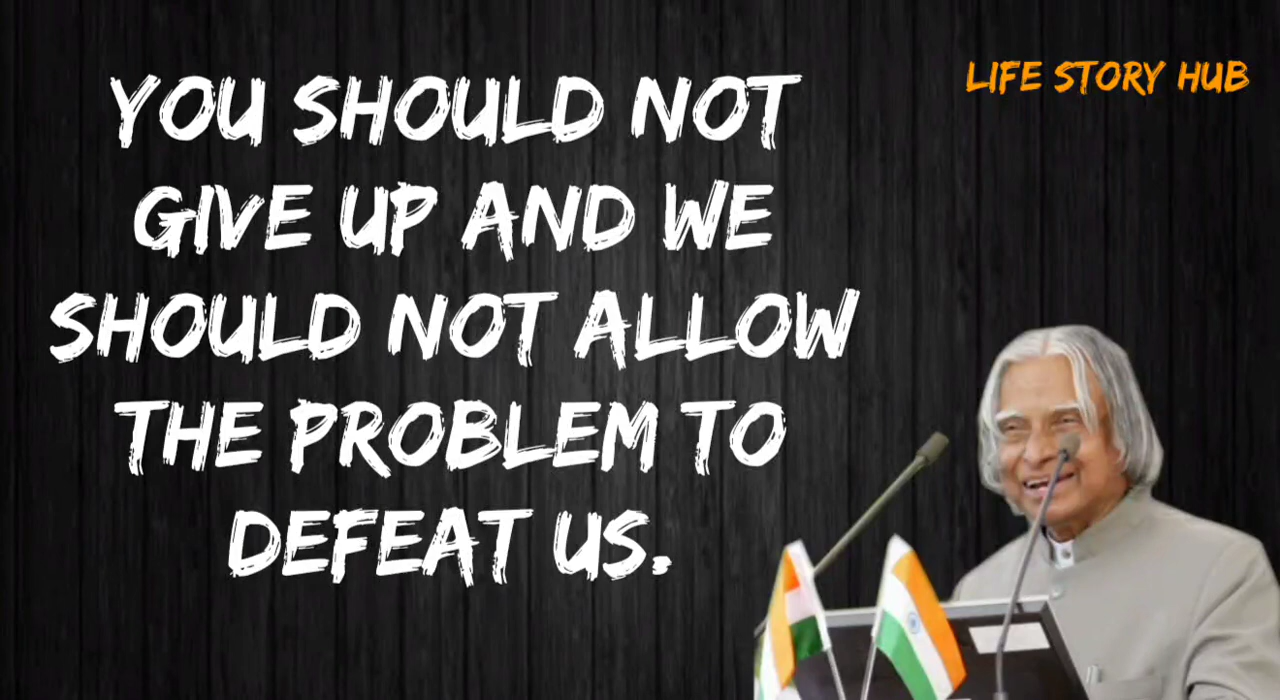 LIFE STORY HUB
YOU SHOULD NOT
GIVE UP AND WE
SHOULD NOT ALLOW
THE PROBLEM TO
DEFEAT US.